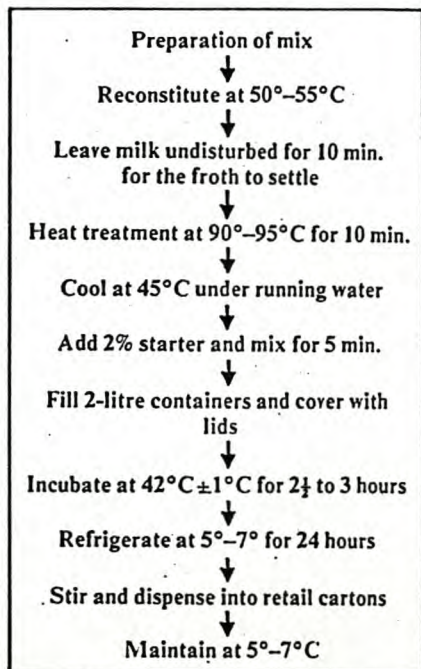 Preparation of mix
Reconstitute at 50°–55°C
Leave milk undisturbed for 10 min.
for the froth to settle
Heat treatment at 90°–95°C for 10 min.
Cool at 45°C under running water
Add 2% starter and mix for 5 min.
Fill 2-litre containers and cover with
lids
Incubate at 42°C ±1°C for 2½ to 3 hours
Refrigerate at 5°–7° for 24 hours
Stir and dispense into retail cartons
Maintain at 5°–7°C